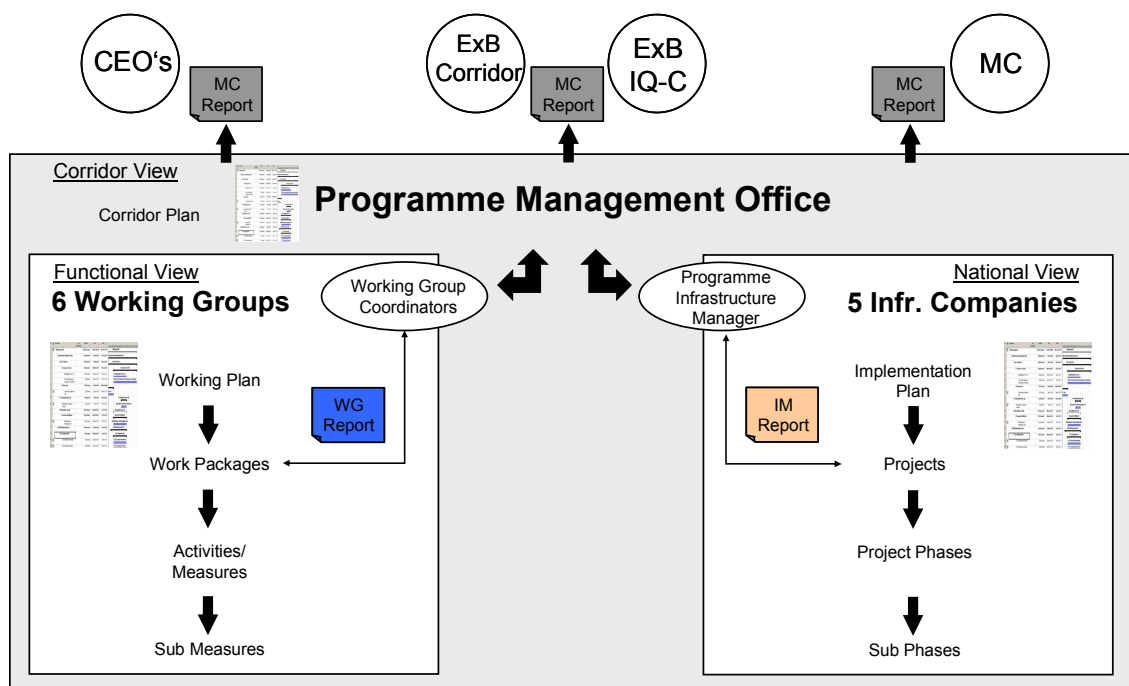 CEO's
MC
Report
ExB
Corridor
MC
Report
ExB
IQ-C
MC
Report
MC
Corridor View
Corridor Plan
Programme Management Office
Functional View
6 Working Groups
Working Group
Coordinators
Working Plan
WG
Report
Work Packages
Activities/
Measures
Sub Measures
Programme
Infrastructure
Manager
National View
5 Infr. Companies
Implementation
Plan
IM
Report
Projects
Project Phases
Sub Phases